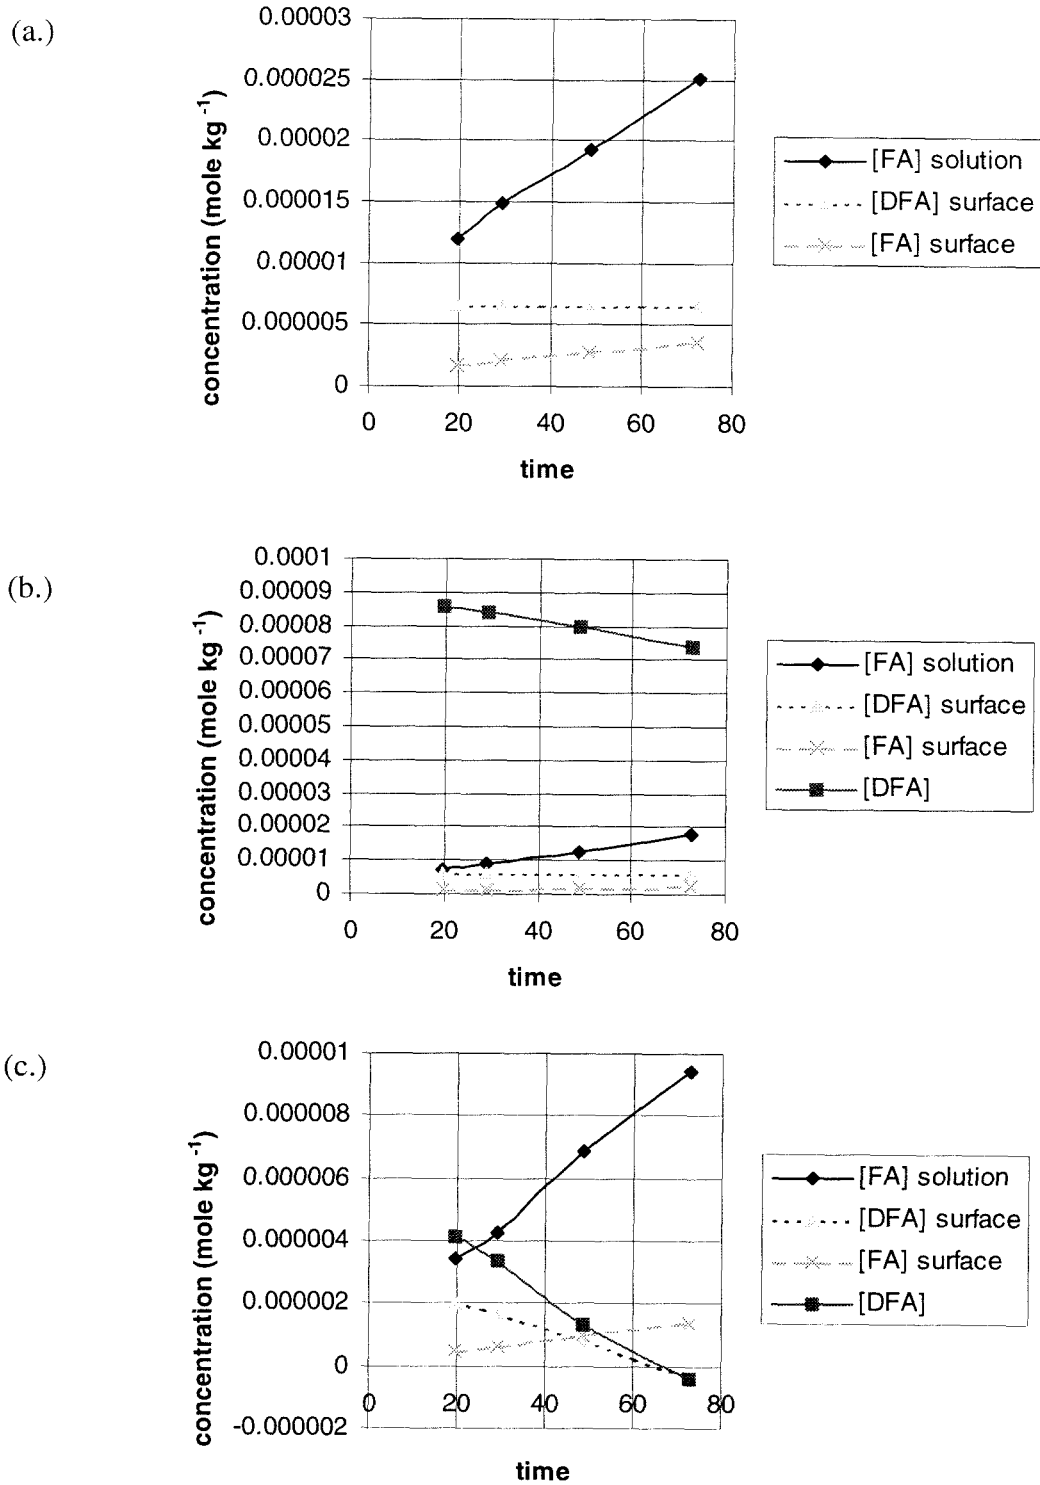 (a.)
concentration (mole kg⁻¹)
0.00003
0.000025
0.00002
0.000015
0.00001
0.000005
0
0 20 40 60 80
time
[FA] solution
[DFA] surface
[FA] surface
(b.)
concentration (mole kg⁻¹)
0.0001
0.00009
0.00008
0.00007
0.00006
0.00005
0.00004
0.00003
0.00002
0.00001
0
0 20 40 60 80
time
[FA] solution
[DFA] surface
[FA] surface
[DFA]
(c.)
concentration (mole kg⁻¹)
0.00001
0.000008
0.000006
0.000004
0.000002
0
-0.000002
0 20 40 60 80
time
[FA] solution
[DFA] surface
[FA] surface
[DFA]